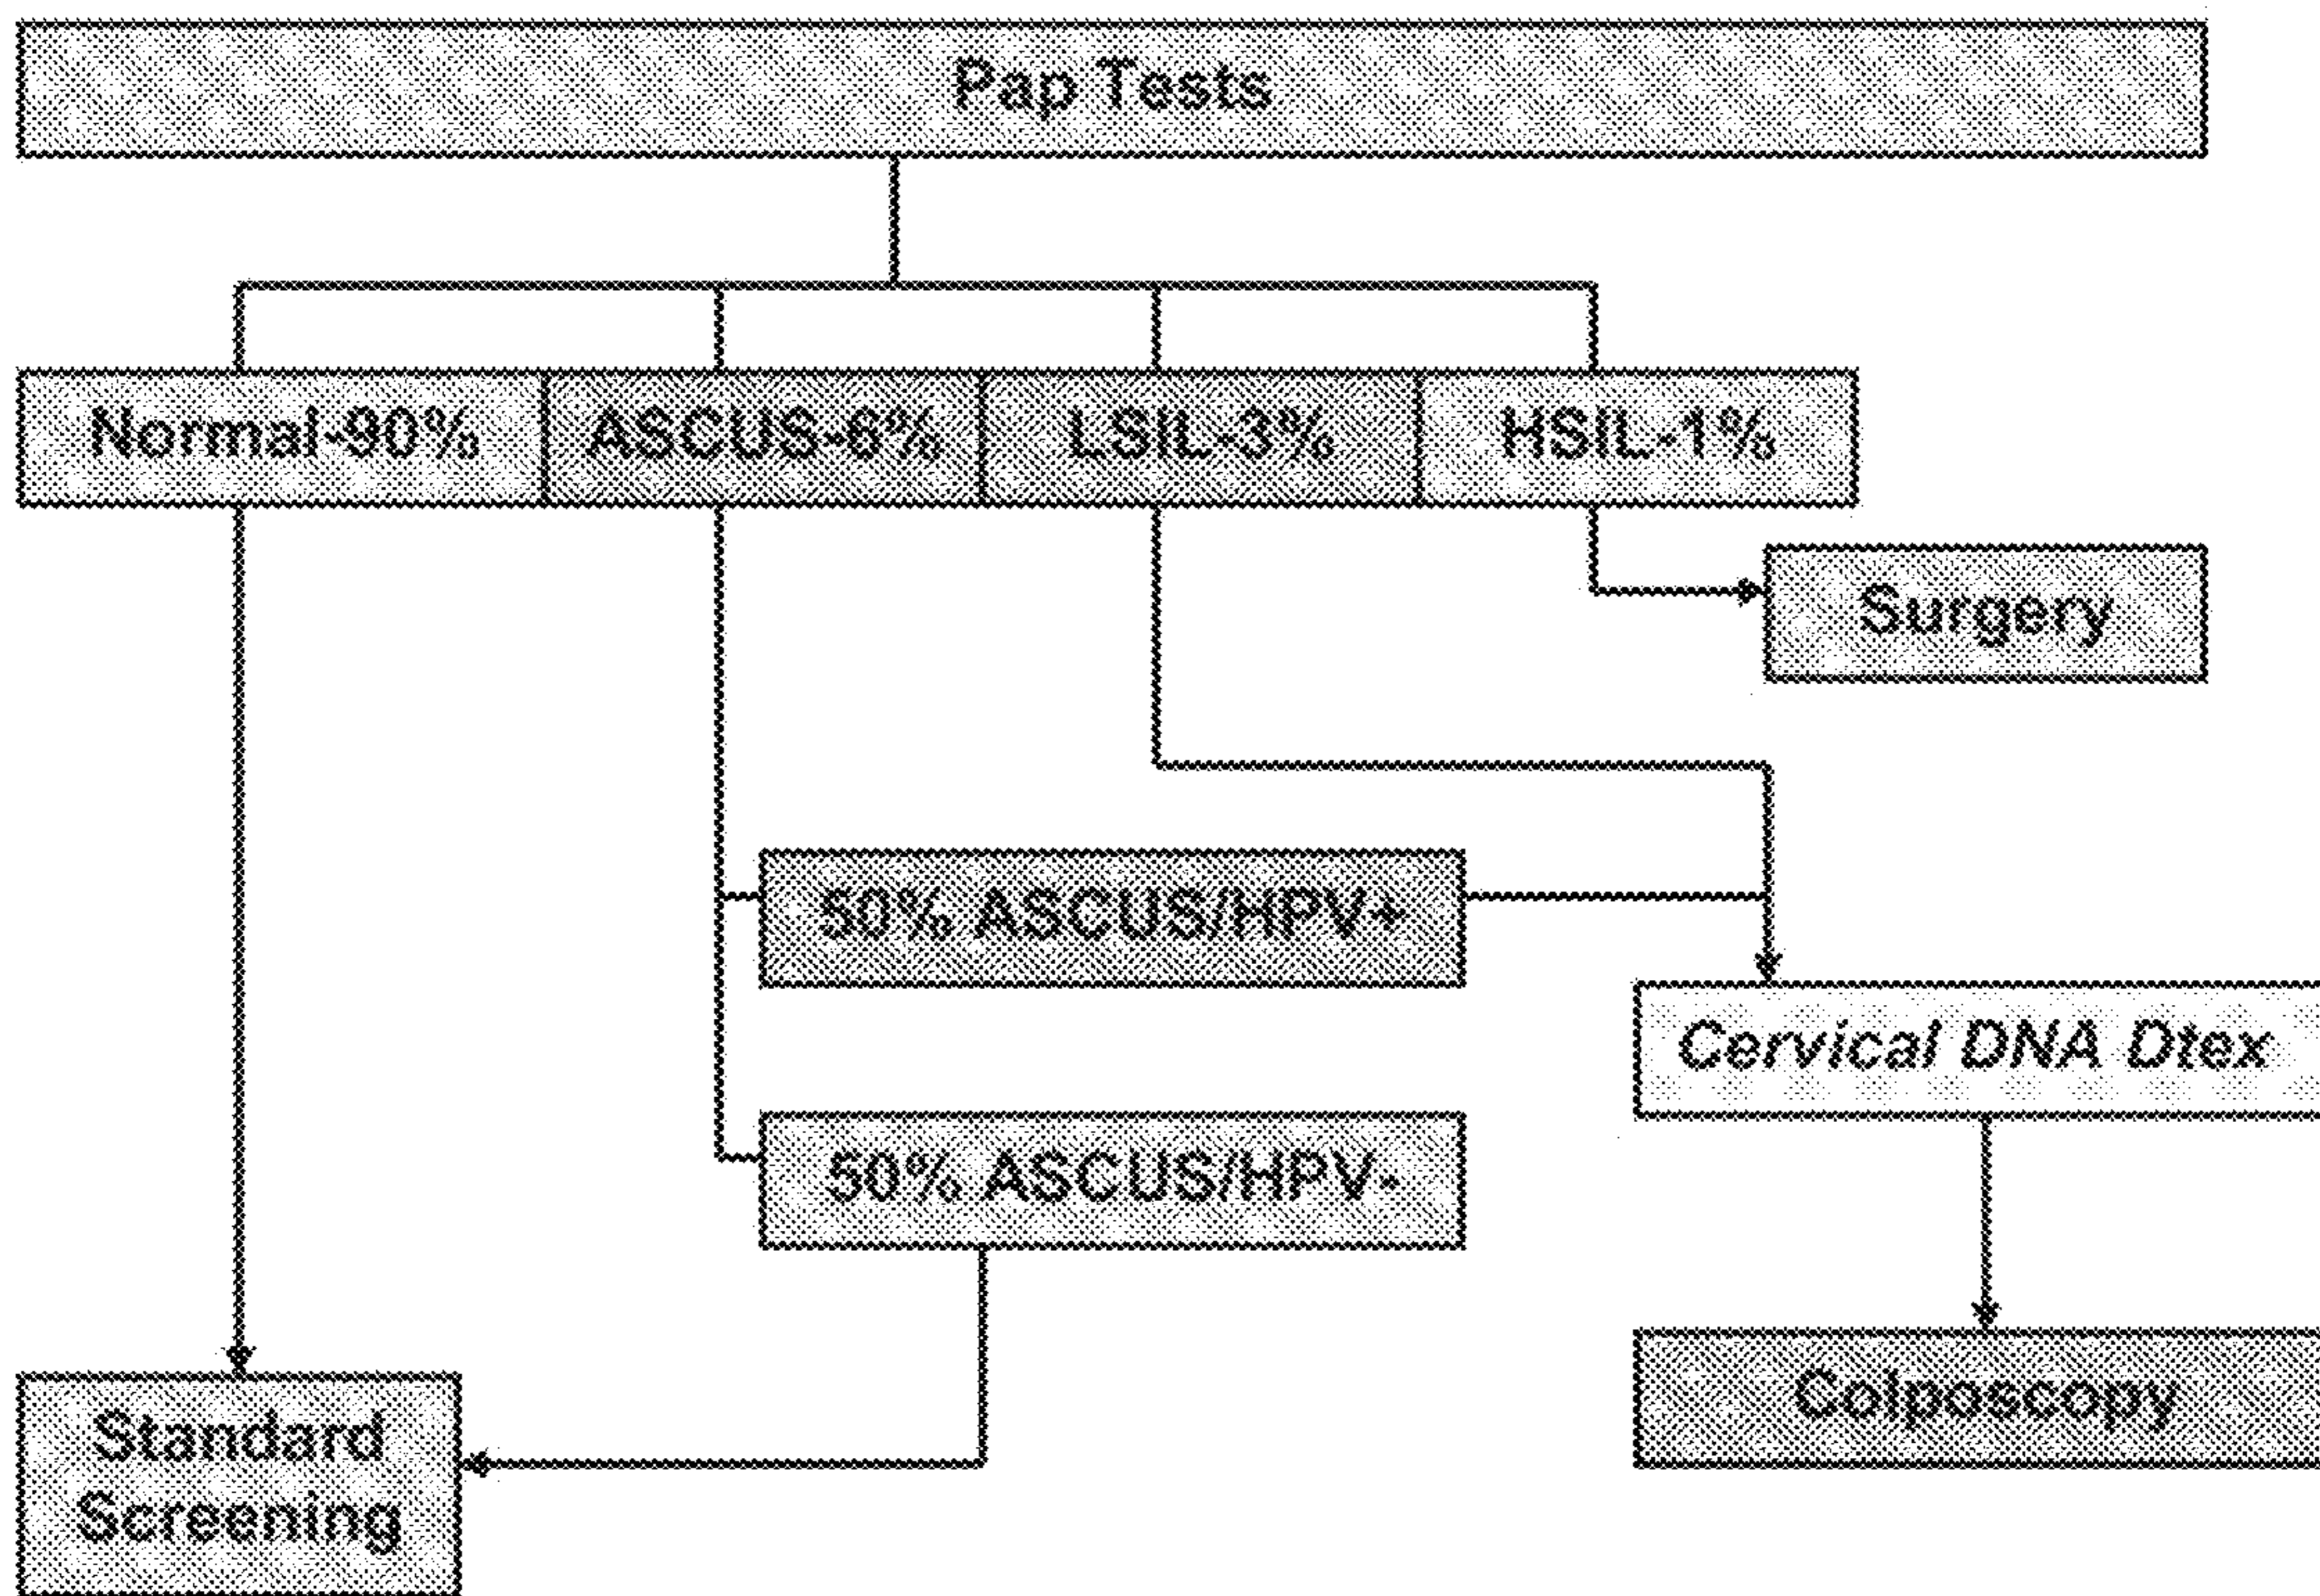 Pap Tests
Normal-90%
ASCUS-6%
LSIL-3%
HSIL-1%
Surgery
50% ASCUS/HPV+
Cervical DNA Dtex
50% ASCUS/HPV-
Colposcopy
Standard
Screening